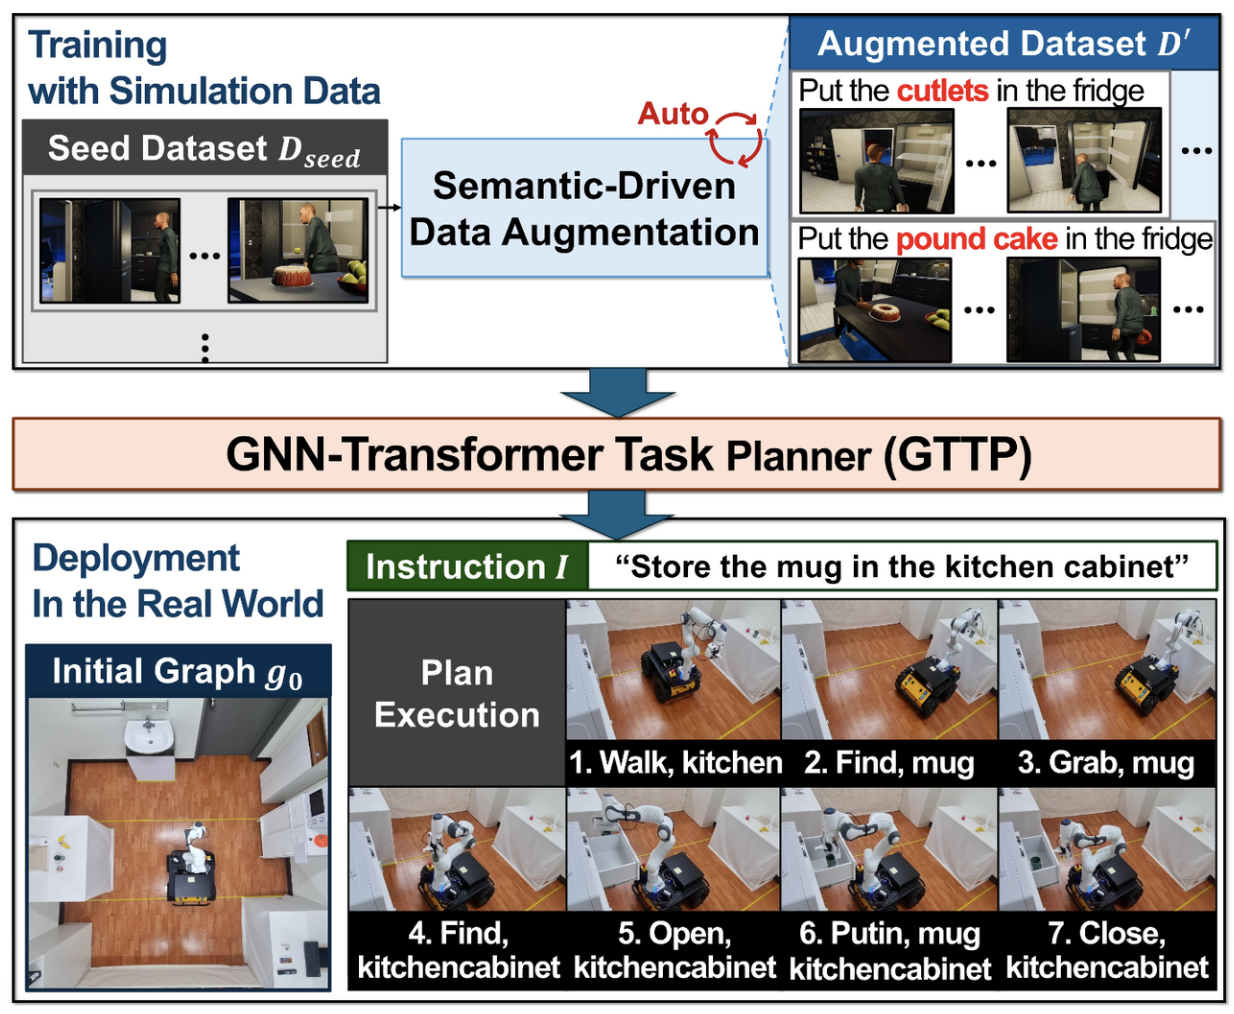 Training
with Simulation Data
Seed Dataset D_seed
Auto
Semantic-Driven
Data Augmentation
Augmented Dataset D′
Put the cutlets in the fridge
Put the pound cake in the fridge
GNN-Transformer Task Planner (GTTP)
Deployment
In the Real World
Initial Graph g_0
Instruction I
“Store the mug in the kitchen cabinet”
Plan
Execution
1. Walk, kitchen
2. Find, mug
3. Grab, mug
4. Find,
kitchencabinet
5. Open,
kitchencabinet
6. Putin, mug
kitchencabinet
7. Close,
kitchencabinet